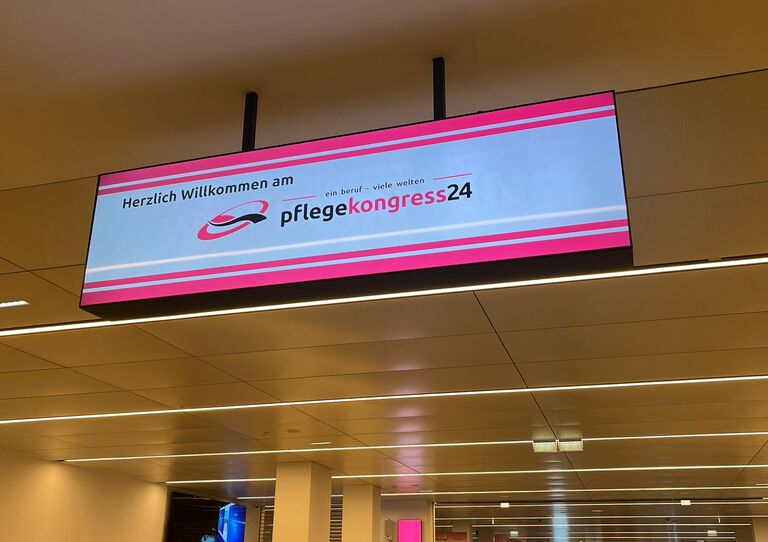 Herzlich Willkommen am
ein beruf - viele welten
pflegekongress24